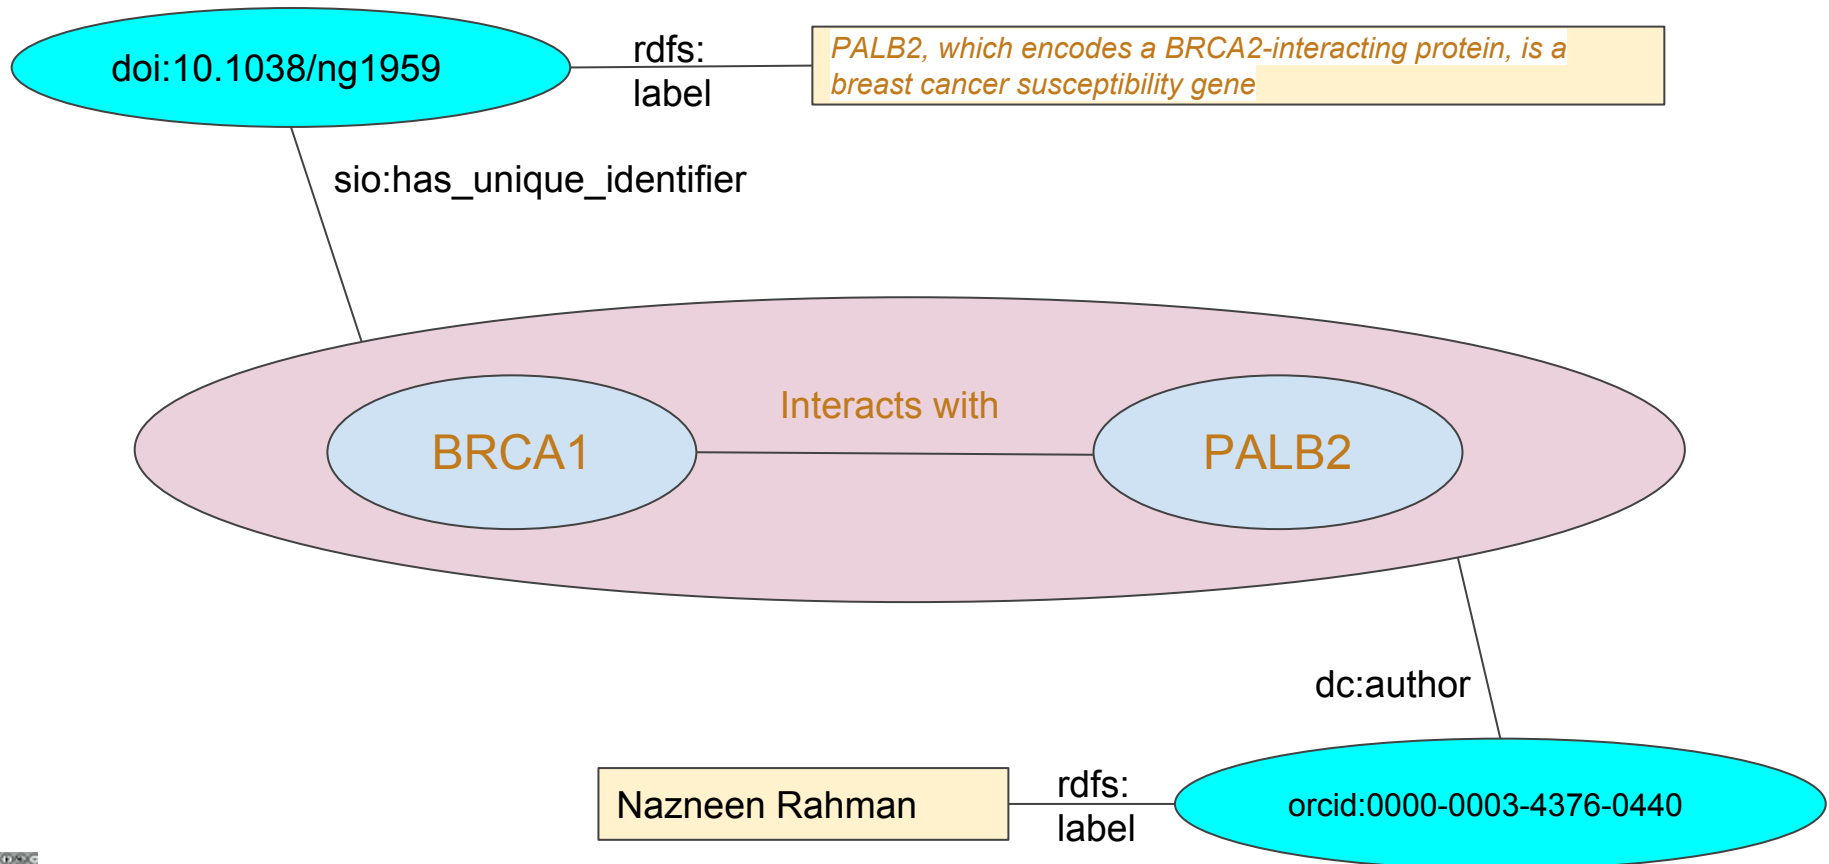 doi:10.1038/ng1959
rdfs:
label
PALB2, which encodes a BRCA2-interacting protein, is a
breast cancer susceptibility gene
sio:has_unique_identifier
Interacts with
BRCA1
PALB2
dc:author
Nazneen Rahman
rdfs:
label
orcid:0000-0003-4376-0440